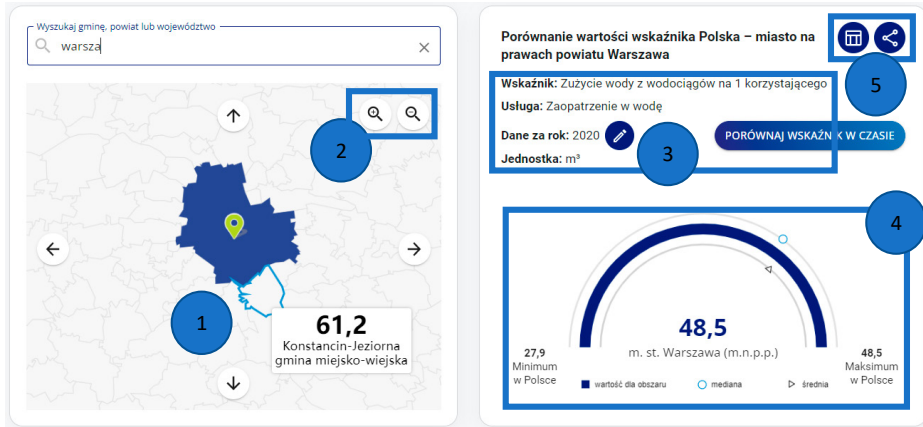 Wyszukaj gminę, powiat lub województwo
warsza
2
1
61,2
Konstancin-Jeziorna
gmina miejsko-wiejska
Porównanie wartości wskaźnika Polska – miasto na
prawach powiatu Warszawa
5
Wskaźnik: Zużycie wody z wodociągów na 1 korzystającego
Usługa: Zaopatrzenie w wodę
Dane za rok: 2020
PORÓWNAJ WSKAŹNIK W CZASIE
3
Jednostka: m³
4
48,5
m. st. Warszawa (m.n.p.p.)
27,9
Minimum
w Polsce
48,5
Maksimum
w Polsce
wartość dla obszaru
mediana
średnia